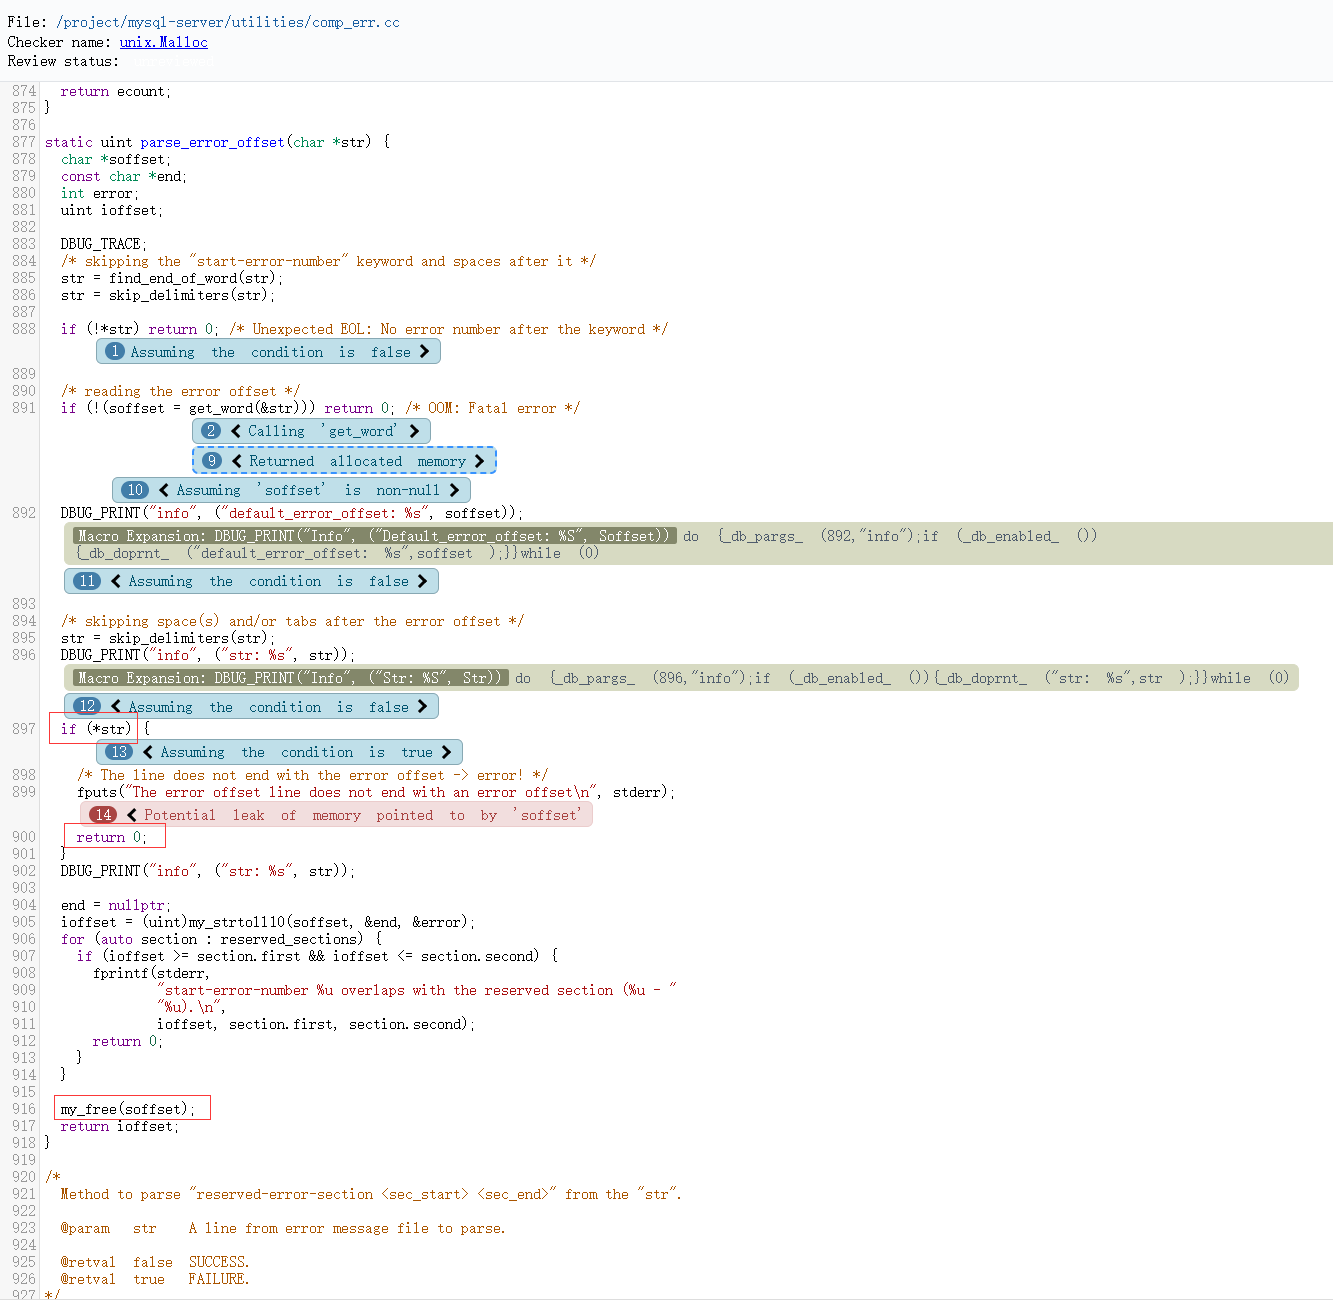 File: /project/mysql-server/utilities/comp_err.cc
Checker name: unix.Malloc
Review status:
874 return ecount;
875 }
876
877 static uint parse_error_offset(char *str) {
878 char *soffset;
879 const char *end;
880 int error;
881 uint ioffset;
882
883 DBUG_TRACE;
884 /* skipping the "start-error-number" keyword and spaces after it */
885 str = find_end_of_word(str);
886 str = skip_delimiters(str);
887
888 if (!*str) return 0; /* Unexpected EOL: No error number after the keyword */
1 Assuming the condition is false >
889
890 /* reading the error offset */
891 if (!(soffset = get_word(&str))) return 0; /* OOM: Fatal error */
2 < Calling 'get_word' >
9 < Returned allocated memory >
10 < Assuming 'soffset' is non-null >
892 DBUG_PRINT("info", ("default_error_offset: %s", soffset));
Macro Expansion: DBUG_PRINT("Info", ("Default_error_offset: %S", Soffset)) do {_db_pargs_ (892,"info");if (_db_enabled_ ())
{_db_doprnt_ ("default_error_offset: %s",soffset );}}while (0)
11 < Assuming the condition is false >
893
894 /* skipping space(s) and/or tabs after the error offset */
895 str = skip_delimiters(str);
896 DBUG_PRINT("info", ("str: %s", str));
Macro Expansion: DBUG_PRINT("Info", ("Str: %S", Str)) do {_db_pargs_ (896,"info");if (_db_enabled_ ()){_db_doprnt_ ("str: %s",str );}}while (0)
12 < Assuming the condition is false >
897 if (*str) {
13 < Assuming the condition is true >
898 /* The line does not end with the error offset -> error! */
899 fputs("The error offset line does not end with an error offset\n", stderr);
14 < Potential leak of memory pointed to by 'soffset'
900 return 0;
901 }
902 DBUG_PRINT("info", ("str: %s", str));
903
904 end = nullptr;
905 ioffset = (uint)my_strtoll10(soffset, &end, &error);
906 for (auto section : reserved_sections) {
907 if (ioffset >= section.first && ioffset <= section.second) {
908 fprintf(stderr,
909 "start-error-number %u overlaps with the reserved section (%u - "
910 "%u).\n",
911 ioffset, section.first, section.second);
912 return 0;
913 }
914 }
915
916 my_free(soffset);
917 return ioffset;
918 }
919
920 /*
921 Method to parse "reserved-error-section <sec_start> <sec_end>" from the "str".
922
923 @param str A line from error message file to parse.
924
925 @retval false SUCCESS.
926 @retval true FAILURE.
927 */